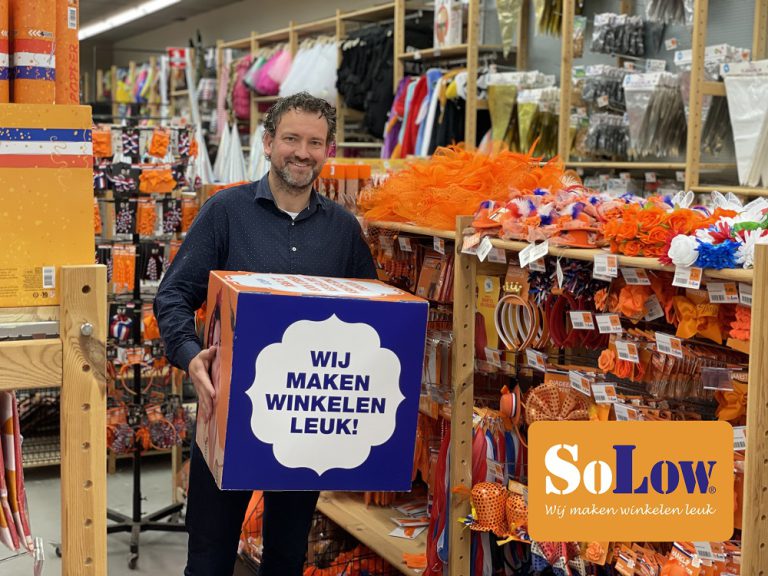 WIJ
MAKEN
WINKELEN
LEUK!
SoLow®
Wij maken winkelen leuk